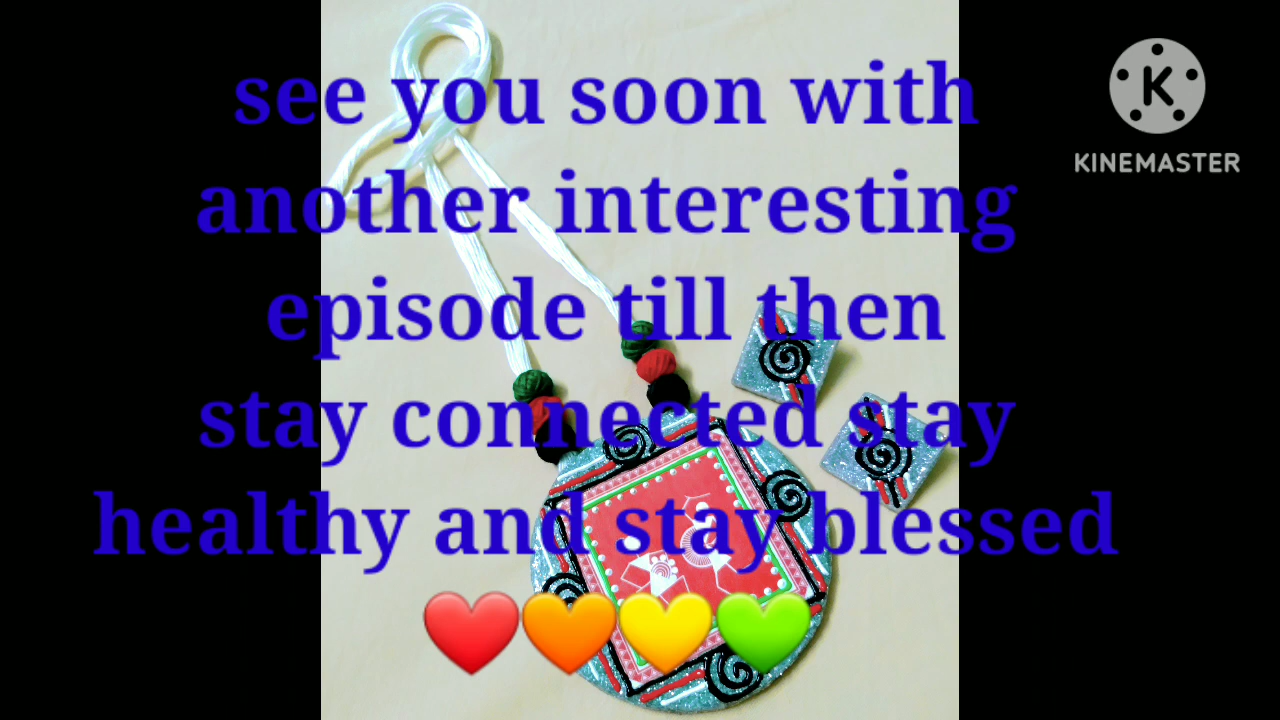 see you soon with
another interesting
episode till then
stay connected stay
healthy and stay blessed
❤️🧡💛💚
K
KINEMASTER